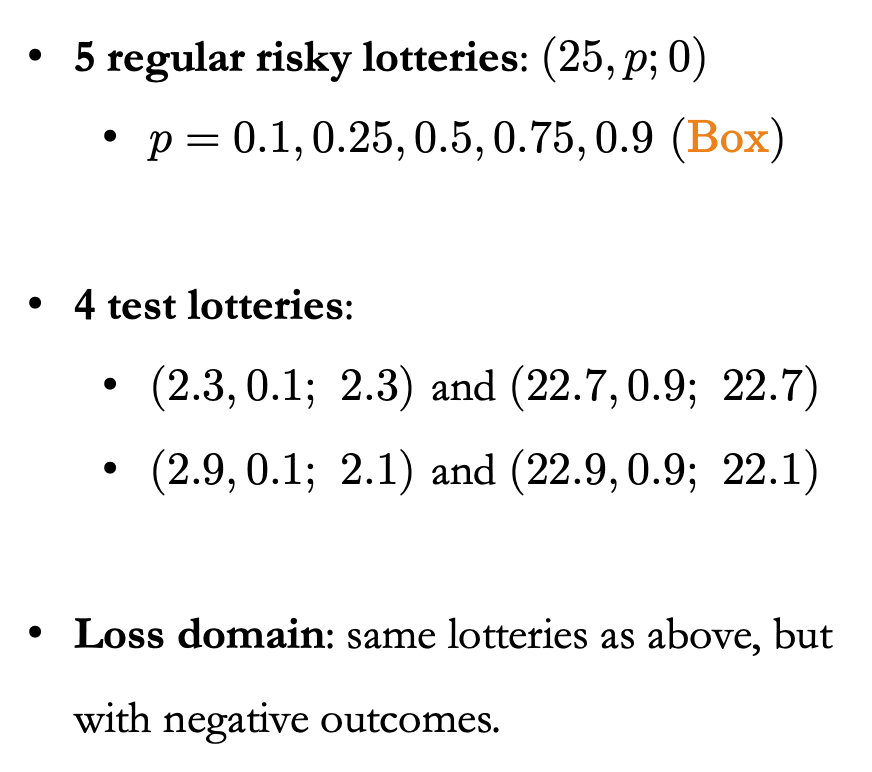 • 5 regular risky lotteries: (25, p; 0)
• p = 0.1, 0.25, 0.5, 0.75, 0.9 (Box)
• 4 test lotteries:
• (2.3, 0.1; 2.3) and (22.7, 0.9; 22.7)
• (2.9, 0.1; 2.1) and (22.9, 0.9; 22.1)
• Loss domain: same lotteries as above, but
with negative outcomes.